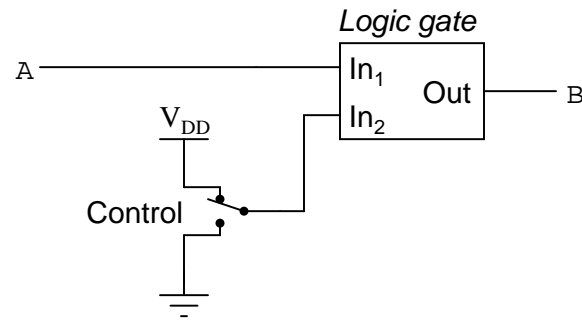 Logic gate
A
In1
Out
B
In2
VDD
Control